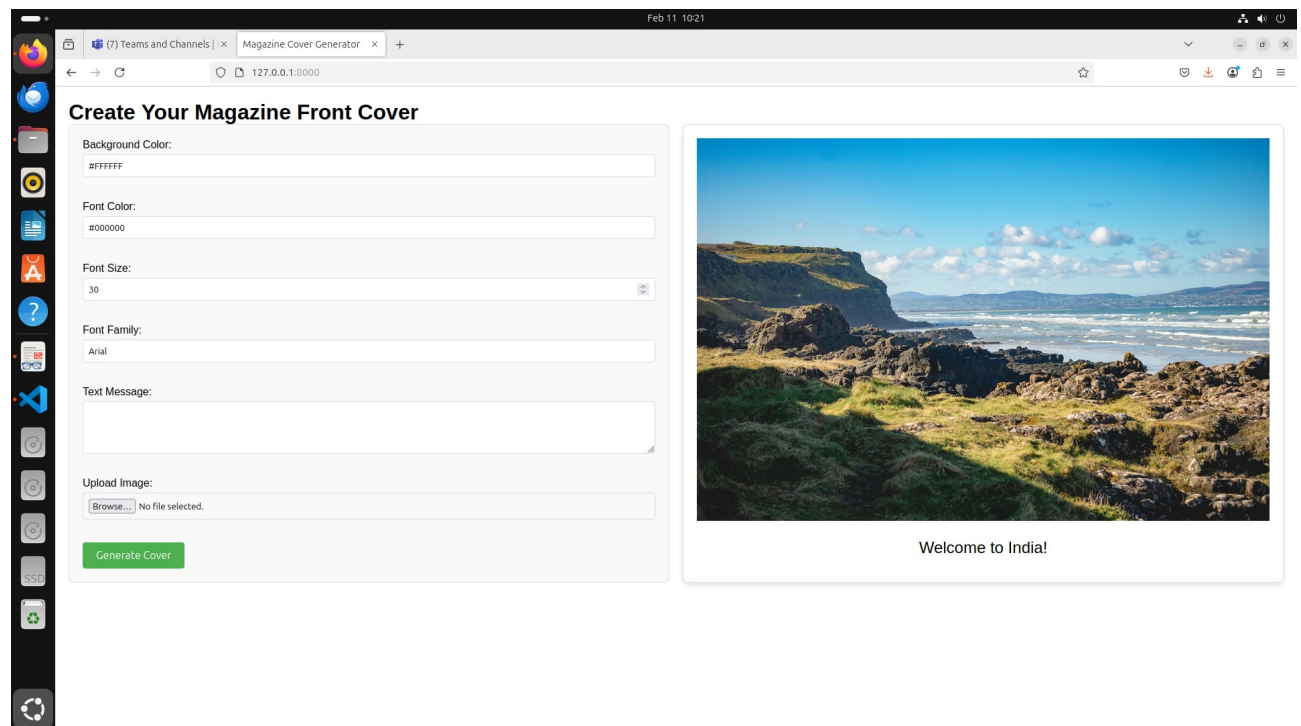 Feb 11 10:21
(7) Teams and Channels |
Magazine Cover Generator
127.0.0.1:8000
Create Your Magazine Front Cover
Background Color:
#FFFFFF
Font Color:
#000000
Font Size:
30
Font Family:
Arial
Text Message:
Upload Image:
Browse... No file selected.
Generate Cover
Welcome to India!
SSD